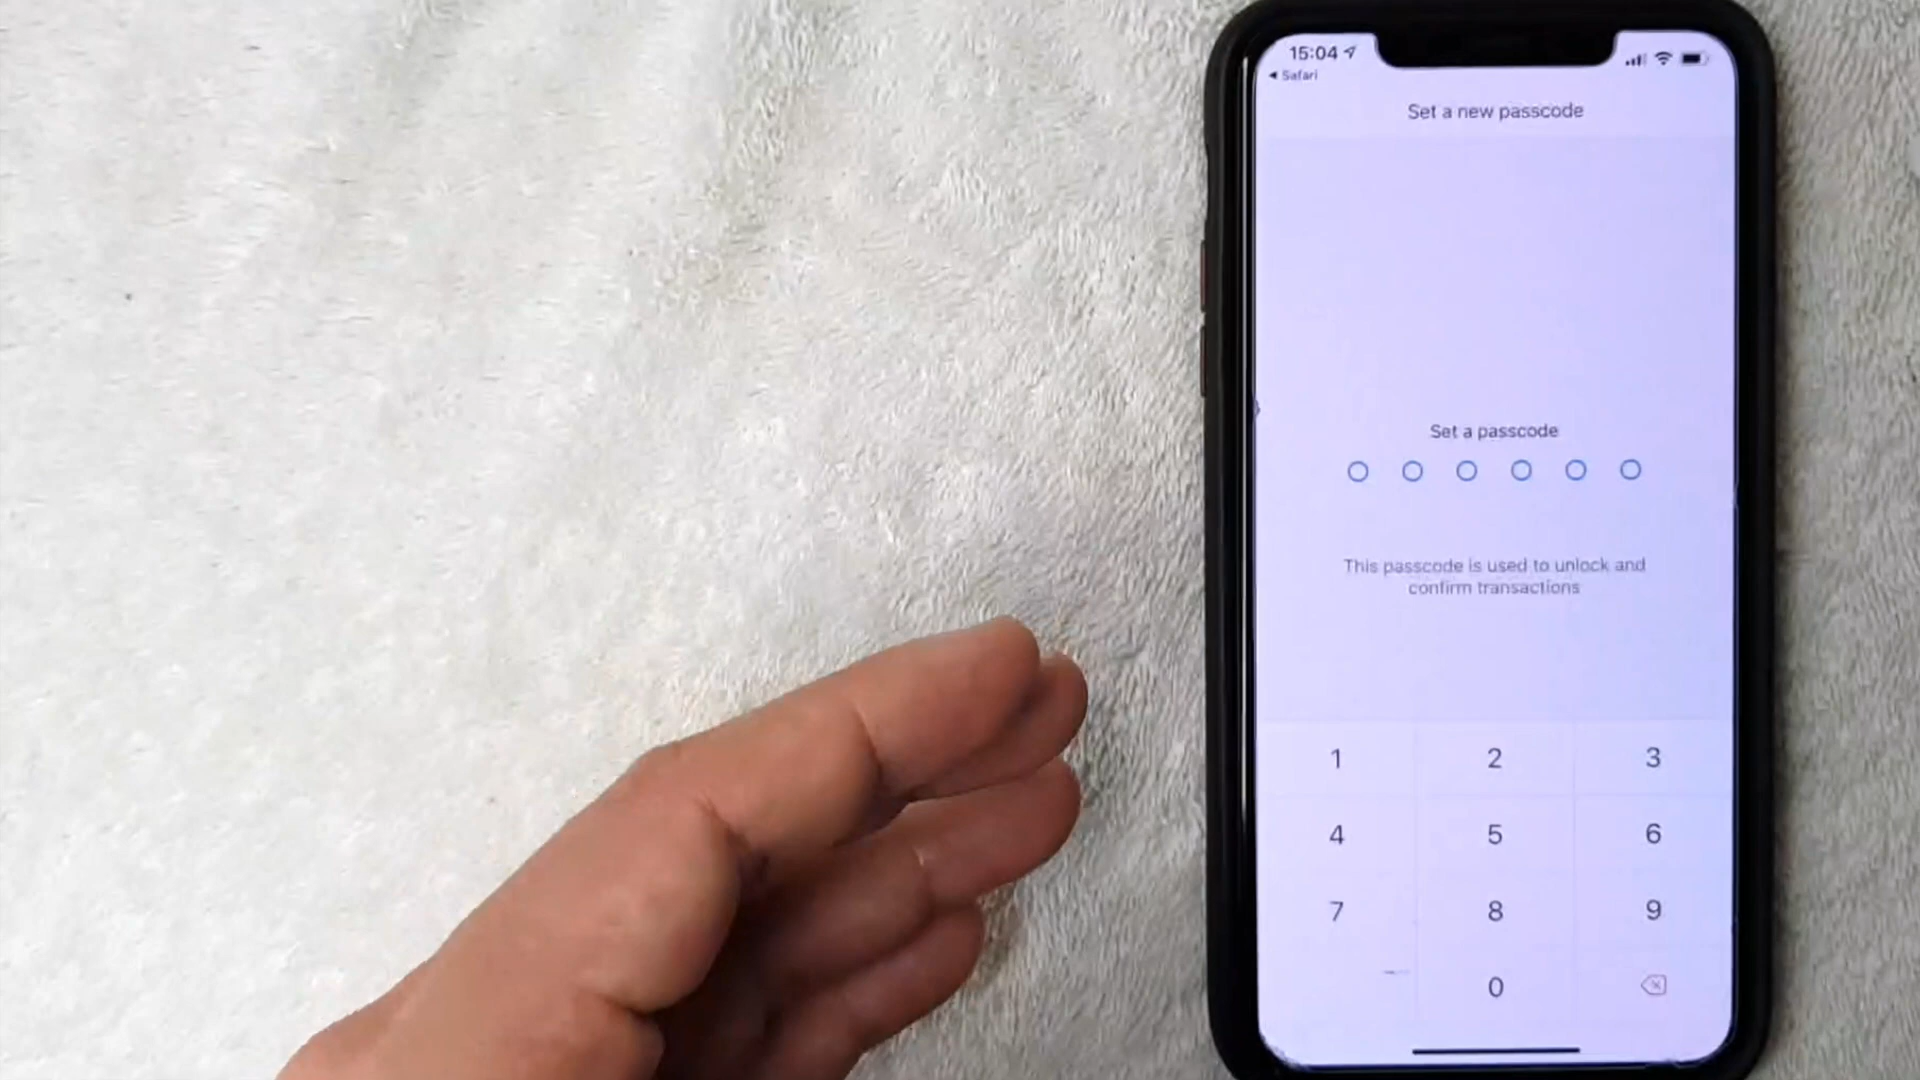 15:04
Safari
Set a new passcode
Set a passcode
This passcode is used to unlock and
confirm transactions
1 2 3
4 5 6
7 8 9
0